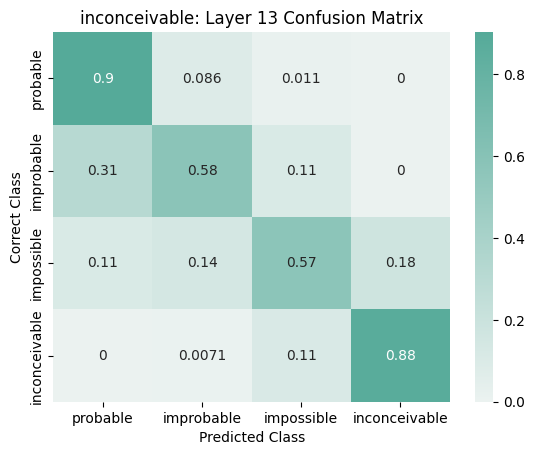 inconceivable: Layer 13 Confusion Matrix
probable
0.9 0.086 0.011 0
improbable
0.31 0.58 0.11 0
impossible
0.11 0.14 0.57 0.18
inconceivable
0 0.0071 0.11 0.88
Correct Class
probable improbable impossible inconceivable
Predicted Class
0.8
0.6
0.4
0.2
0.0